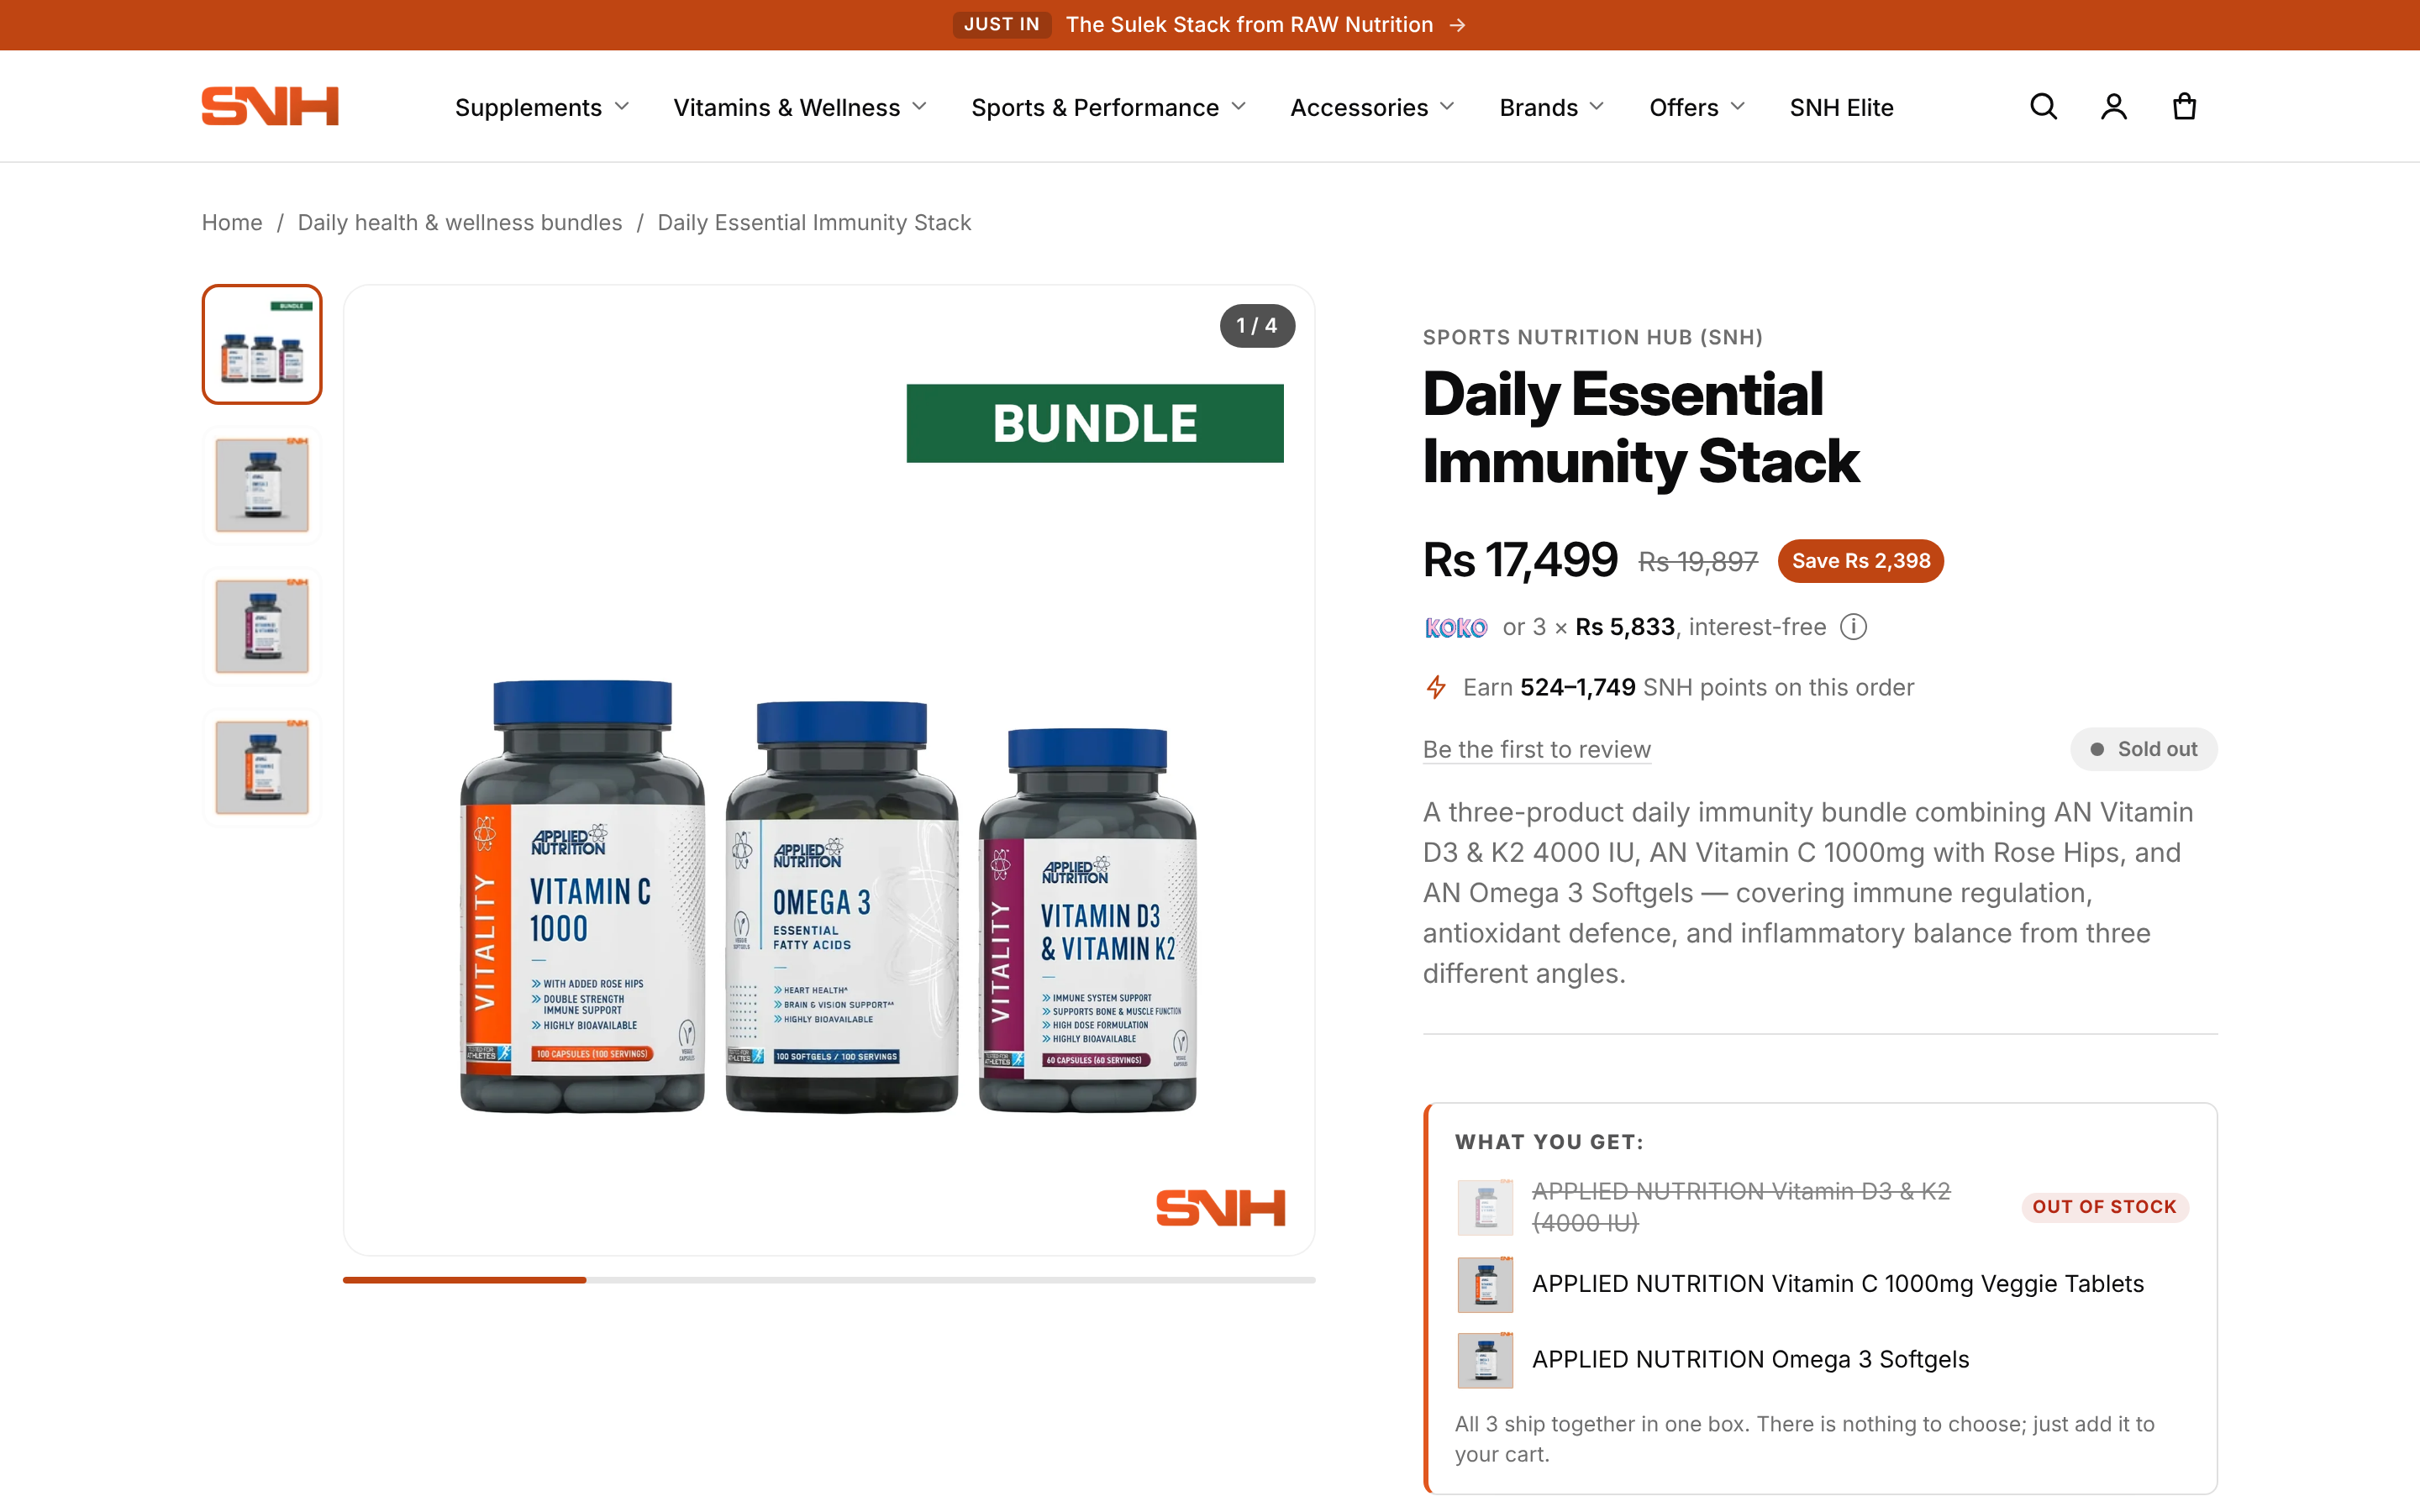 JUST IN The Sulek Stack from RAW Nutrition →
SNH
Supplements
Vitamins & Wellness
Sports & Performance
Accessories
Brands
Offers
SNH Elite
Home / Daily health & wellness bundles / Daily Essential Immunity Stack
BUNDLE
1 / 4
BUNDLE
APPLIED NUTRITION
VITALITY
VITAMIN C
1000
WITH ADDED ROSE HIPS
DOUBLE STRENGTH
IMMUNE SUPPORT
HIGHLY BIOAVAILABLE
100 CAPSULES (100 SERVINGS)
VEGGIE CAPSULES
APPLIED NUTRITION
OMEGA 3
ESSENTIAL
FATTY ACIDS
HEART HEALTH^
BRAIN & VISION SUPPORT^^
HIGHLY BIOAVAILABLE
100 SOFTGELS / 100 SERVINGS
VEGGIE SOFTGELS
APPLIED NUTRITION
VITALITY
VITAMIN D3
& VITAMIN K2
IMMUNE SYSTEM SUPPORT
SUPPORTS BONE & MUSCLE FUNCTION
HIGH DOSE FORMULATION
HIGHLY BIOAVAILABLE
60 CAPSULES (60 SERVINGS)
SNH
SPORTS NUTRITION HUB (SNH)
Daily Essential
Immunity Stack
Rs 17,499 Rs 19,897 Save Rs 2,398
KOKO or 3 × Rs 5,833, interest-free
Earn 524–1,749 SNH points on this order
Be the first to review
Sold out
A three-product daily immunity bundle combining AN Vitamin
D3 & K2 4000 IU, AN Vitamin C 1000mg with Rose Hips, and
AN Omega 3 Softgels — covering immune regulation,
antioxidant defence, and inflammatory balance from three
different angles.
WHAT YOU GET:
APPLIED NUTRITION Vitamin D3 & K2
(4000 IU)
OUT OF STOCK
APPLIED NUTRITION Vitamin C 1000mg Veggie Tablets
APPLIED NUTRITION Omega 3 Softgels
All 3 ship together in one box. There is nothing to choose; just add it to
your cart.